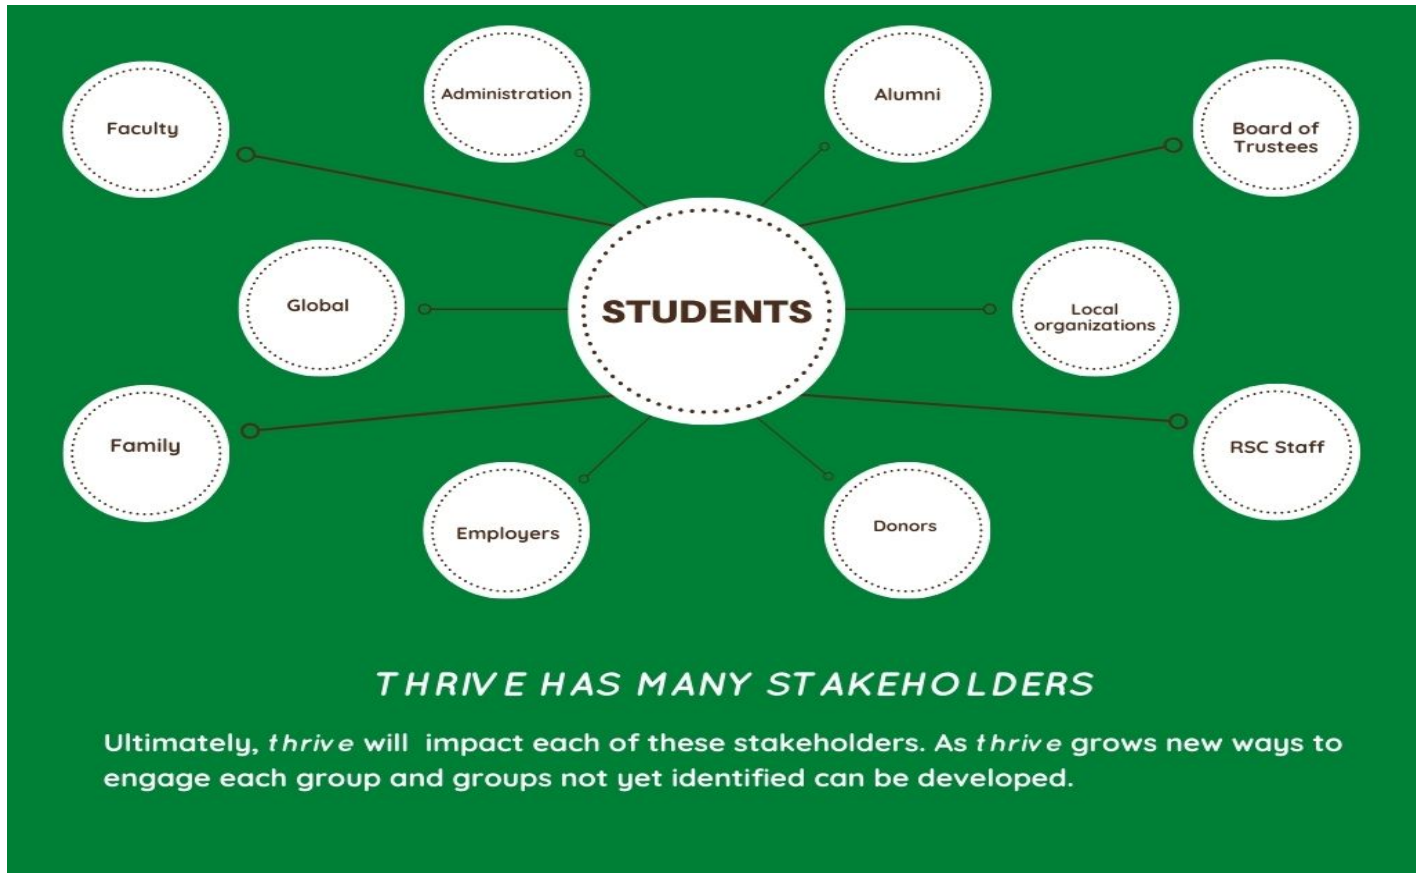 Administration
Alumni
Faculty
Board of
Trustees
Global
STUDENTS
Local
organizations
Family
RSC Staff
Employers
Donors
THRIVE HAS MANY STAKEHOLDERS
Ultimately, thrive will impact each of these stakeholders. As thrive grows new ways to
engage each group and groups not yet identified can be developed.